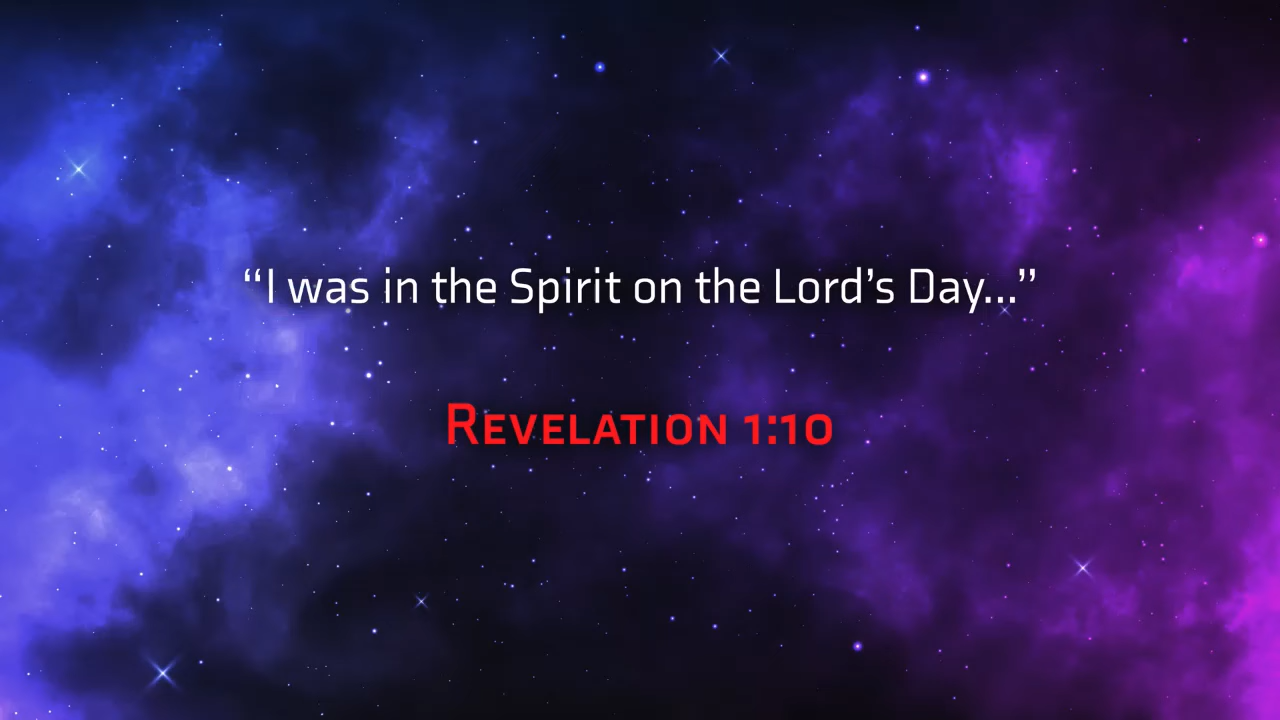 “I was in the Spirit on the Lord’s Day...”
Revelation 1:10